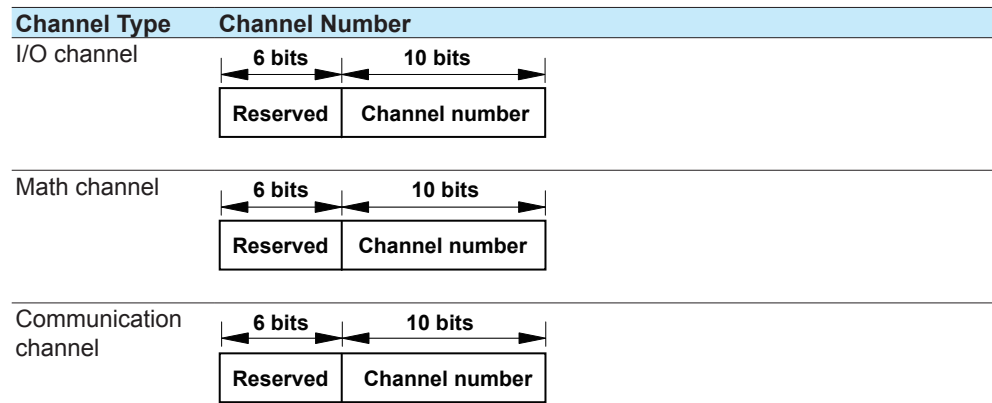 Channel Type Channel Number
I/O channel
6 bits 10 bits
Reserved Channel number
Math channel
6 bits 10 bits
Reserved Channel number
Communication
channel
6 bits 10 bits
Reserved Channel number